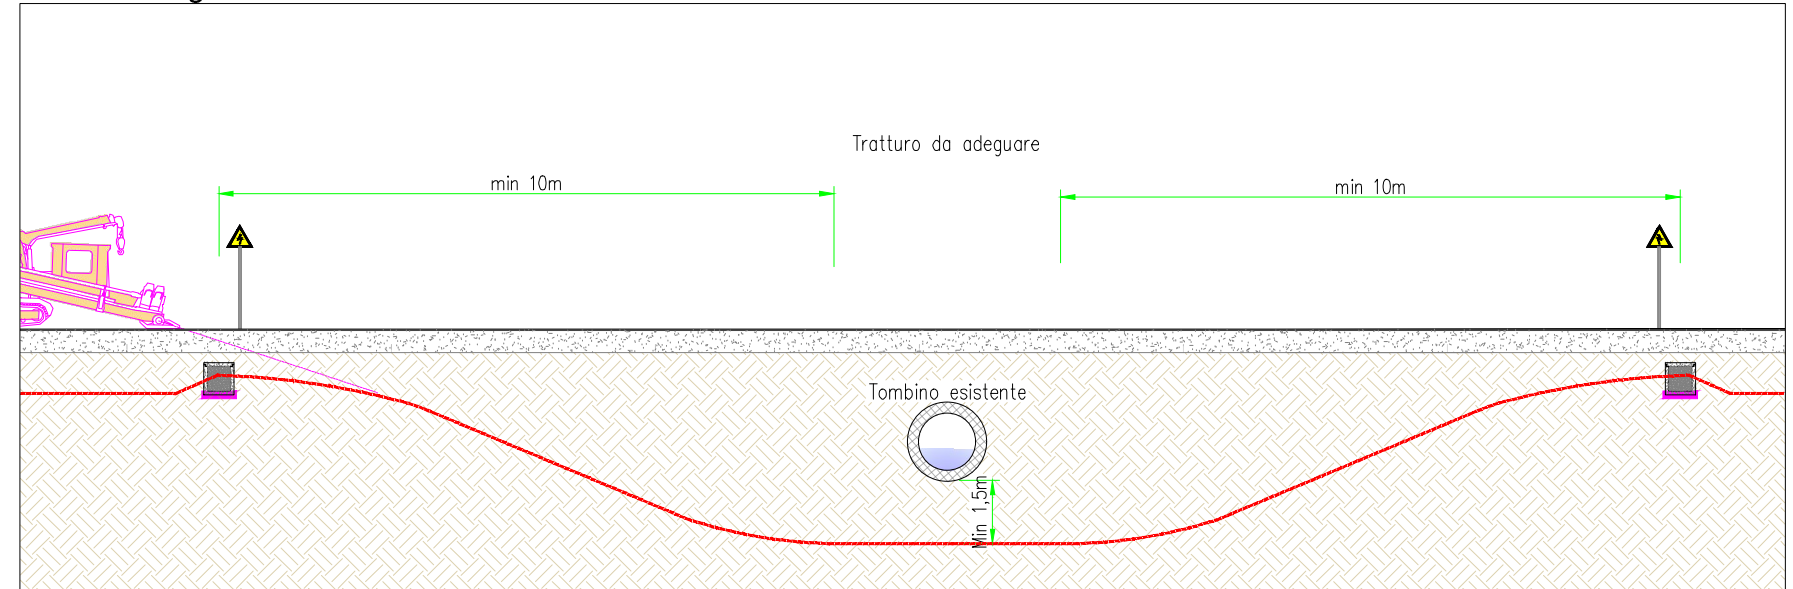 Tratturo da adeguare
min 10m
min 10m
Tombino esistente
Min 1,5m